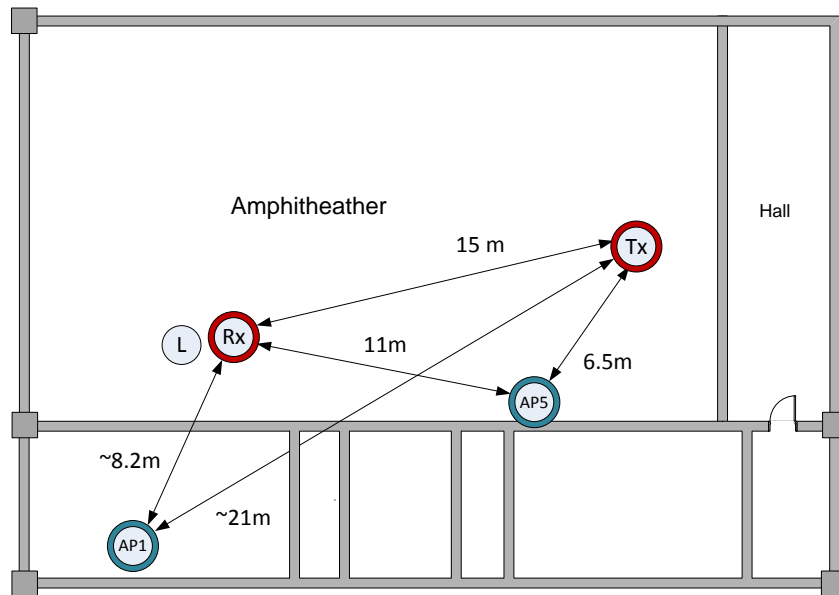 Amphitheather
Hall
15 m
Tx
L
Rx
11m
6.5m
AP5
~8.2m
~21m
AP1